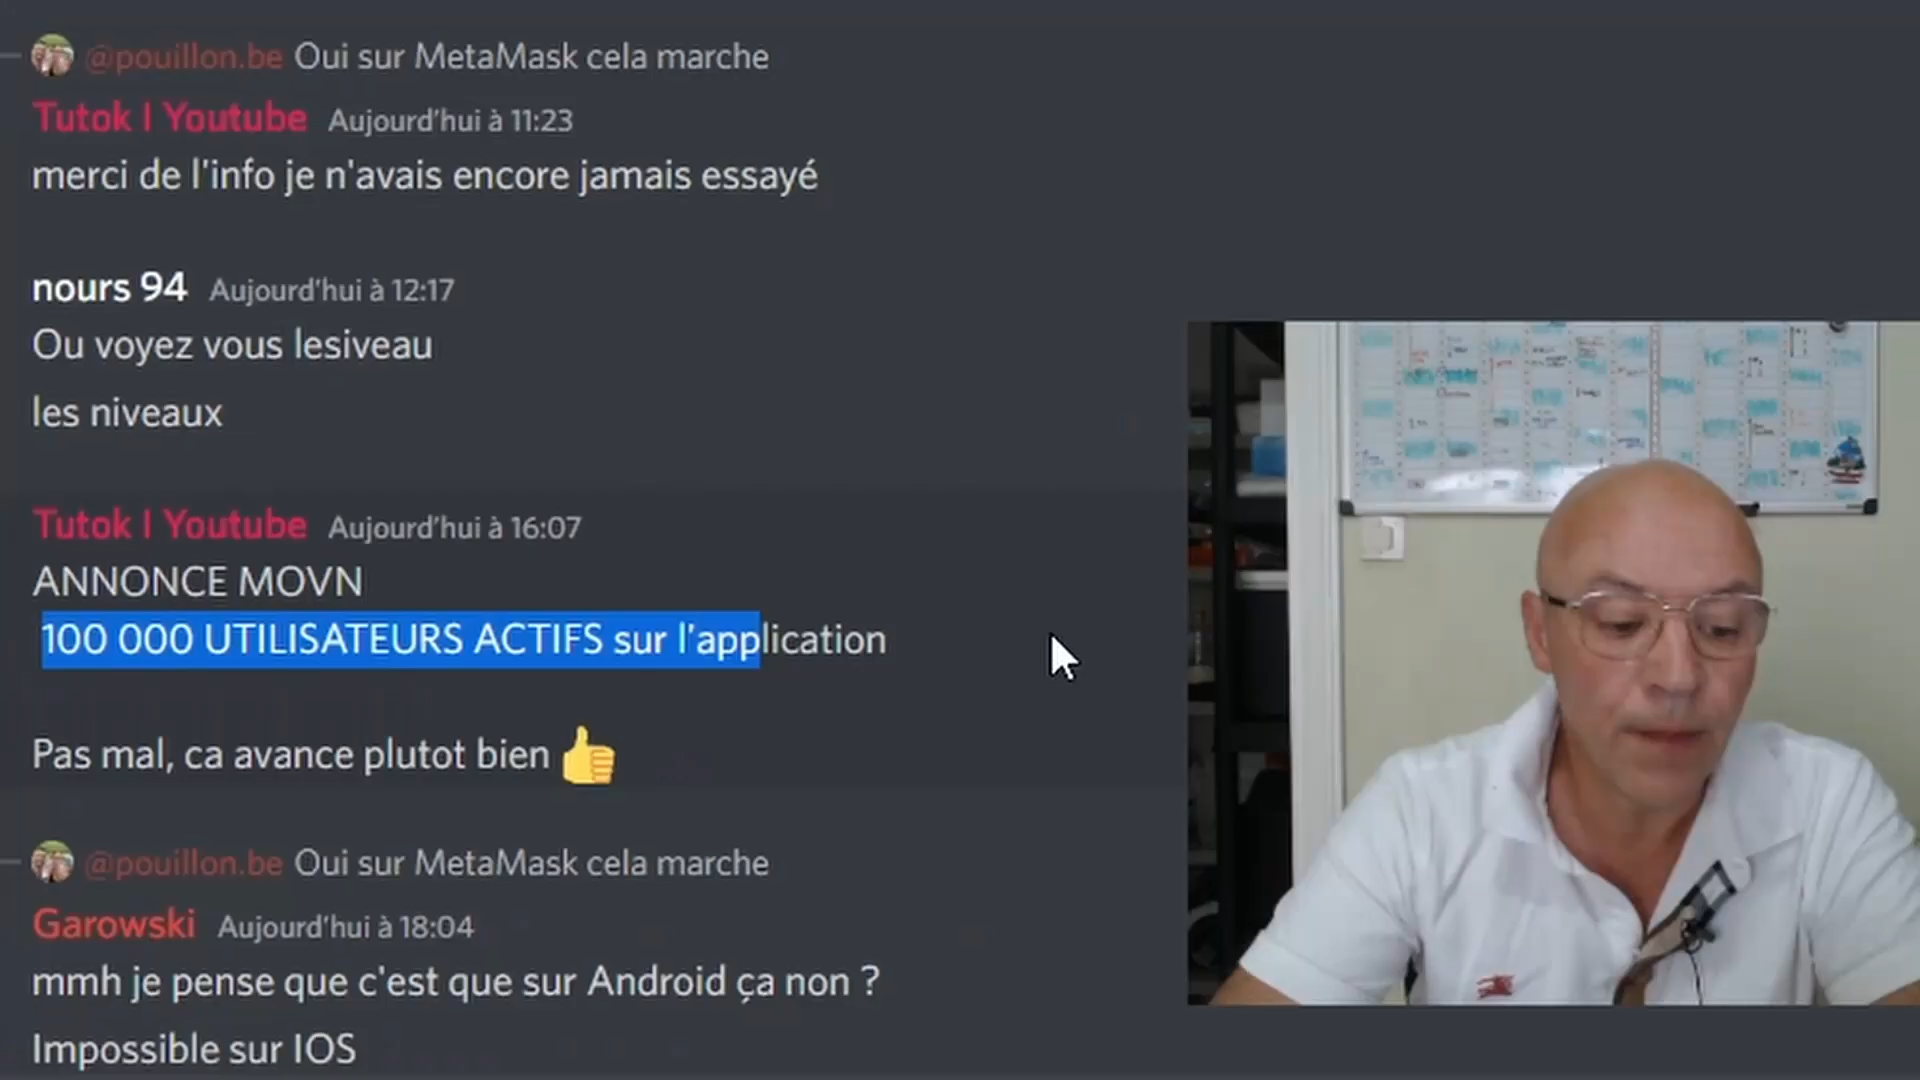 @pouillon.be Oui sur MetaMask cela marche
Tutok | Youtube Aujourd'hui à 11:23
merci de l'info je n'avais encore jamais essayé
nours 94 Aujourd'hui à 12:17
Ou voyez vous lesiveau
les niveaux
Tutok | Youtube Aujourd'hui à 16:07
ANNONCE MOVN
100 000 UTILISATEURS ACTIFS sur l'application
Pas mal, ca avance plutot bien 👍
@pouillon.be Oui sur MetaMask cela marche
Garowski Aujourd'hui à 18:04
mmh je pense que c'est que sur Android ça non ?
Impossible sur IOS